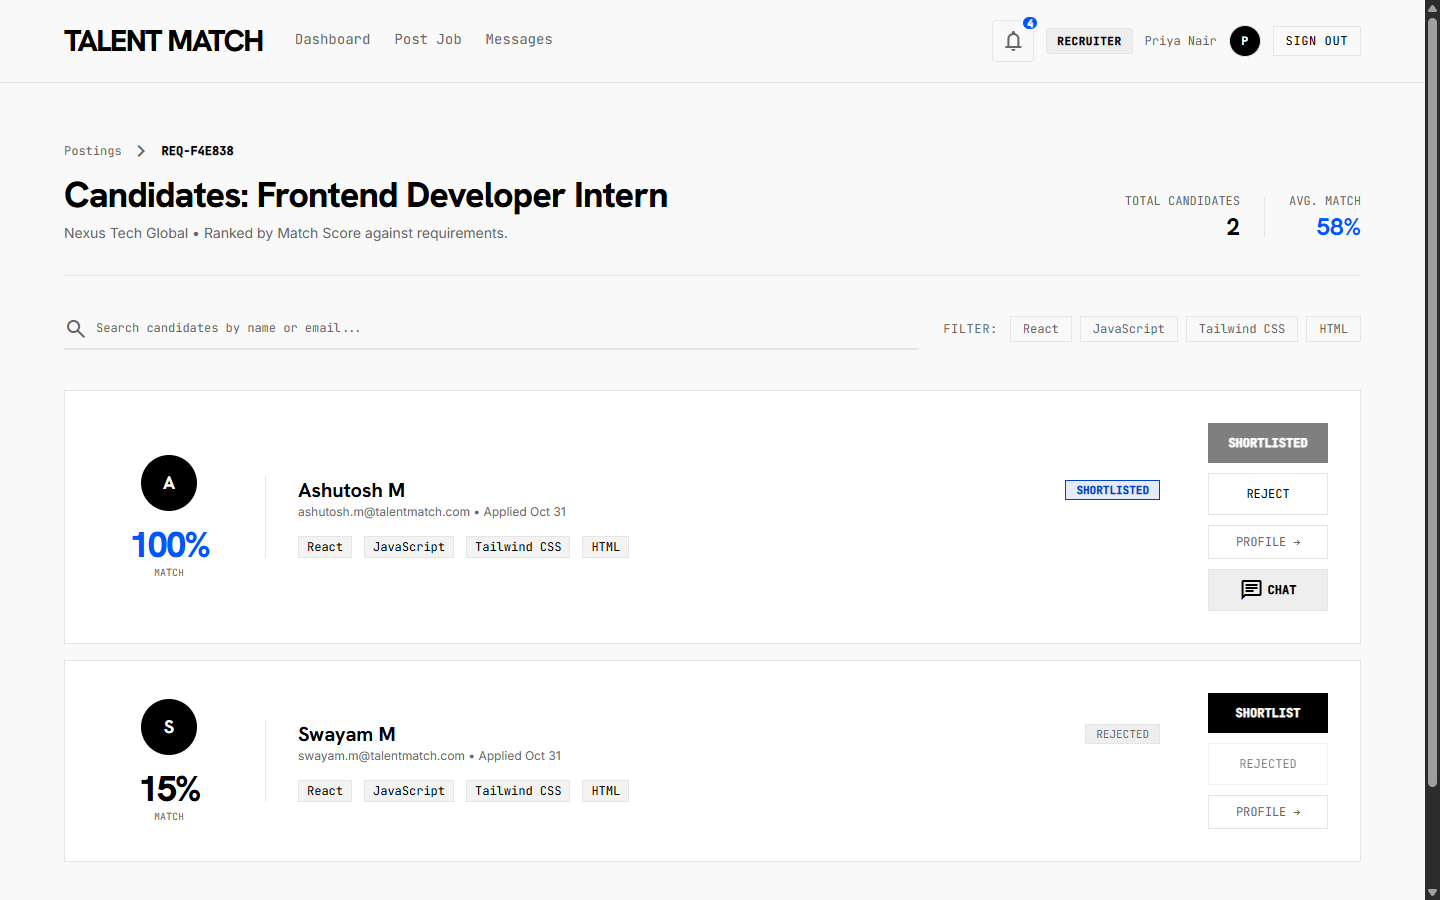 TALENT MATCH
Dashboard
Post Job
Messages
4
RECRUITER
Priya Nair
P
SIGN OUT
Postings
REQ-F4E838
Candidates: Frontend Developer Intern
Nexus Tech Global • Ranked by Match Score against requirements.
TOTAL CANDIDATES
2
AVG. MATCH
58%
Search candidates by name or email...
FILTER:
React
JavaScript
Tailwind CSS
HTML
A
100%
MATCH
Ashutosh M
ashutosh.m@talentmatch.com • Applied Oct 31
React
JavaScript
Tailwind CSS
HTML
SHORTLISTED
SHORTLISTED
REJECT
PROFILE →
CHAT
S
15%
MATCH
Swayam M
swayam.m@talentmatch.com • Applied Oct 31
React
JavaScript
Tailwind CSS
HTML
REJECTED
SHORTLIST
REJECTED
PROFILE →